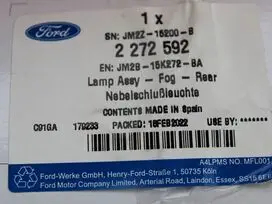 1 x
Ford
SN: JM2Z-15200-B
2 272 592
EN: JM2B-15K272-BA
Lamp Assy - Fog - Rear
Nebelschlußleuchte
CONTENTS MADE IN Spain
C91GA 179233 PACKED: 18FEB2022 USE BY: *******
A4LPMS NO. MFL001
Ford-Werke GmbH, Henry-Ford-Straße 1, 50735 Köln
Ford Motor Company Limited, Arterial Road, Laindon, Essex, SS15 6